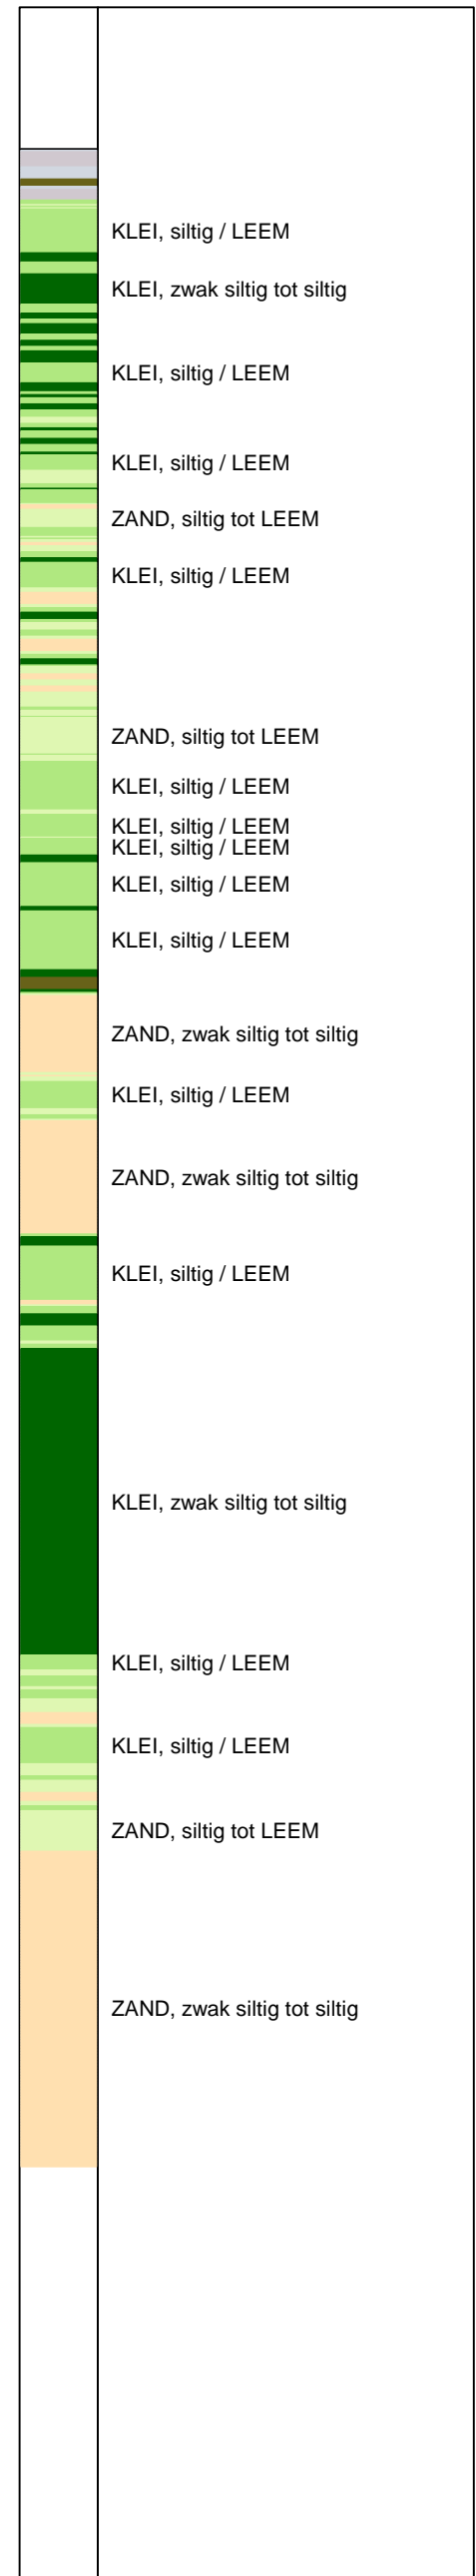 KLEI, siltig / LEEM
KLEI, zwak siltig tot siltig
KLEI, siltig / LEEM
KLEI, siltig / LEEM
ZAND, siltig tot LEEM
KLEI, siltig / LEEM
ZAND, siltig tot LEEM
KLEI, siltig / LEEM
KLEI, siltig / LEEM
KLEI, siltig / LEEM
KLEI, siltig / LEEM
KLEI, siltig / LEEM
ZAND, zwak siltig tot siltig
KLEI, siltig / LEEM
ZAND, zwak siltig tot siltig
KLEI, siltig / LEEM
KLEI, zwak siltig tot siltig
KLEI, siltig / LEEM
KLEI, siltig / LEEM
ZAND, siltig tot LEEM
ZAND, zwak siltig tot siltig